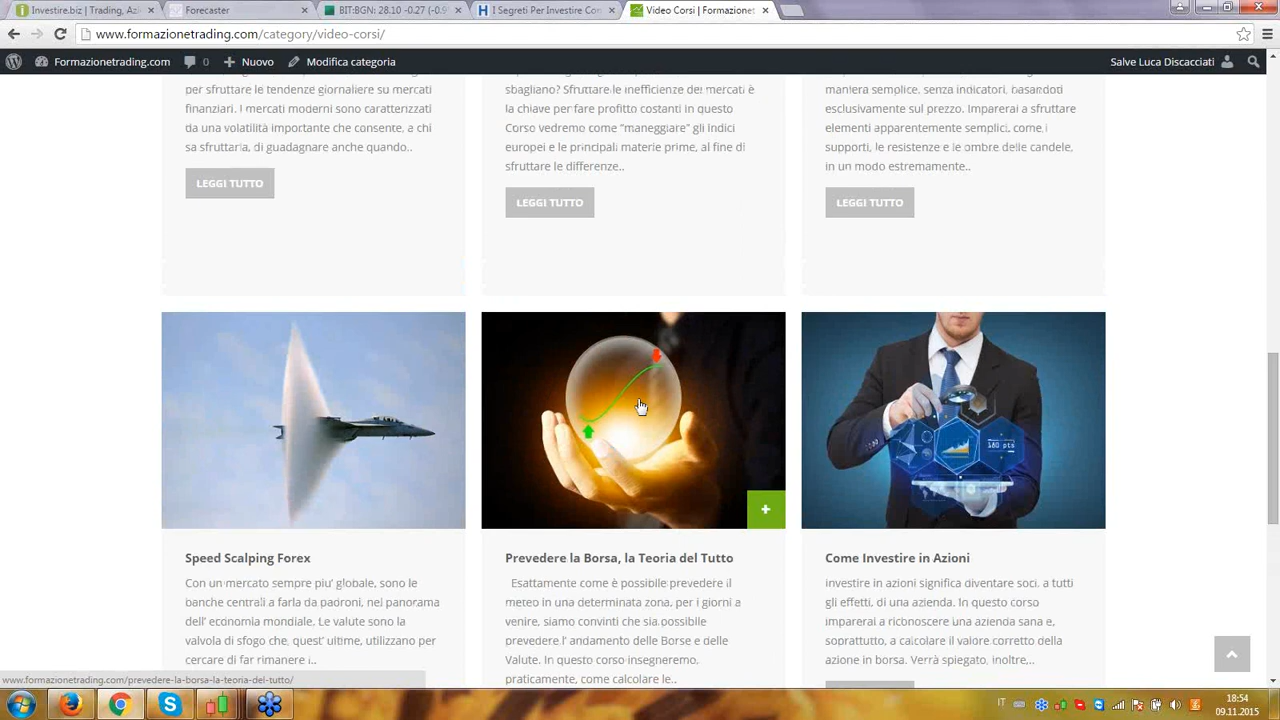 Investire.biz | Trading, Az
Forecaster
BIT:BGN: 28.10 -0.27 (-0.9
I Segreti Per Investire Con
Video Corsi | Formazionet
www.formazionetrading.com/category/video-corsi/
Formazionetrading.com
0
Nuovo
Modifica categoria
Salve Luca Discacciati
per sfruttare le tendenze giornaliere su mercati
finanziari. I mercati moderni sono caratterizzati
da una volatilità importante che consente, a chi
sa sfruttarla, di guadagnare anche quando..
LEGGI TUTTO
sbagliano? Sfruttare le inefficienze dei mercati è
la chiave per fare profitto costanti in questo
Corso vedremo come "maneggiare" gli Indici
europei e le principali materie prime, al fine di
sfruttare le differenze..
LEGGI TUTTO
maniera semplice, senza indicatori, basandoti
esclusivamente sul prezzo. Imparerai a sfruttare
elementi apparentemente semplici, come i
supporti, le resistenze e le ombre delle candele,
in un modo estremamente..
LEGGI TUTTO
160 pts
Speed Scalping Forex
Con un mercato sempre piu' globale, sono le
banche centrali a farla da padroni, nel panorama
dell' economia mondiale. Le valute sono la
valvola di sfogo che, quest' ultime, utilizzano per
cercare di far rimanere i..
Prevedere la Borsa, la Teoria del Tutto
Esattamente come è possibile prevedere il
meteo in una determinata zona, per i giorni a
venire, siamo convinti che sia possibile
prevedere l' andamento delle Borse e delle
Valute. In questo corso insegneremo,
praticamente, come calcolare le..
Come Investire in Azioni
investire in azioni significa diventare soci, a tutti
gli effetti, di una azienda. In questo corso
imparerai a riconoscere una azienda sana e,
soprattutto, a calcolare il valore corretto della
azione in borsa. Verrà spiegato, inoltre,..
www.formazionetrading.com/prevedere-la-borsa-la-teoria-del-tutto/
IT
18:54
09.11.2015